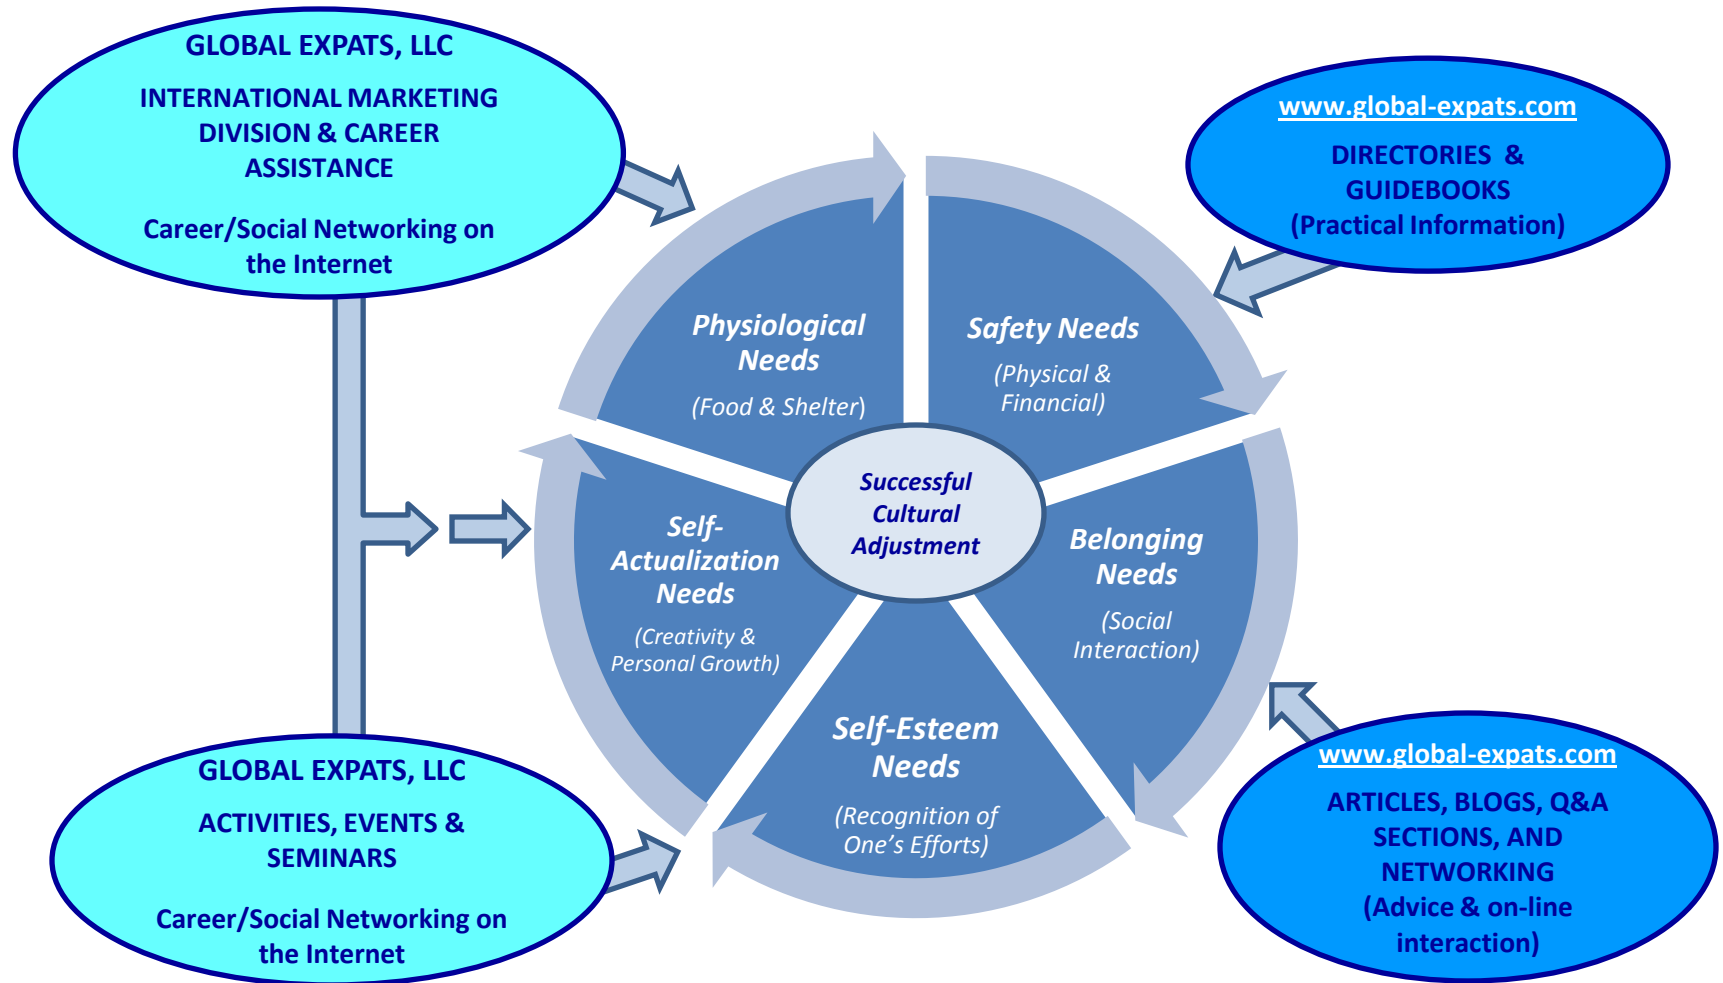 GLOBAL EXPATS, LLC
INTERNATIONAL MARKETING
DIVISION & CAREER
ASSISTANCE
Career/Social Networking on
the Internet
www.global-expats.com
DIRECTORIES &
GUIDEBOOKS
(Practical Information)
Physiological
Needs
(Food & Shelter)
Safety Needs
(Physical &
Financial)
Successful
Cultural
Adjustment
Self-
Actualization
Needs
(Creativity &
Personal Growth)
Belonging
Needs
(Social
Interaction)
Self-Esteem
Needs
(Recognition of
One’s Efforts)
GLOBAL EXPATS, LLC
ACTIVITIES, EVENTS &
SEMINARS
Career/Social Networking on
the Internet
www.global-expats.com
ARTICLES, BLOGS, Q&A
SECTIONS, AND
NETWORKING
(Advice & on-line
interaction)